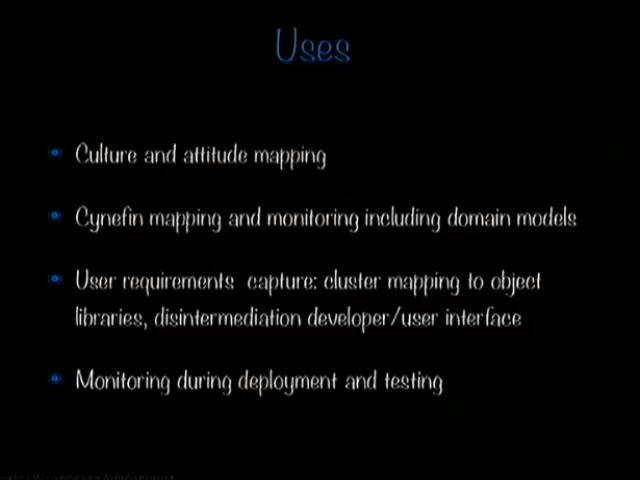 Uses
Culture and attitude mapping
Cynefin mapping and monitoring including domain models
User requirements capture: cluster mapping to object
libraries, disintermediation developer/user interface
Monitoring during deployment and testing